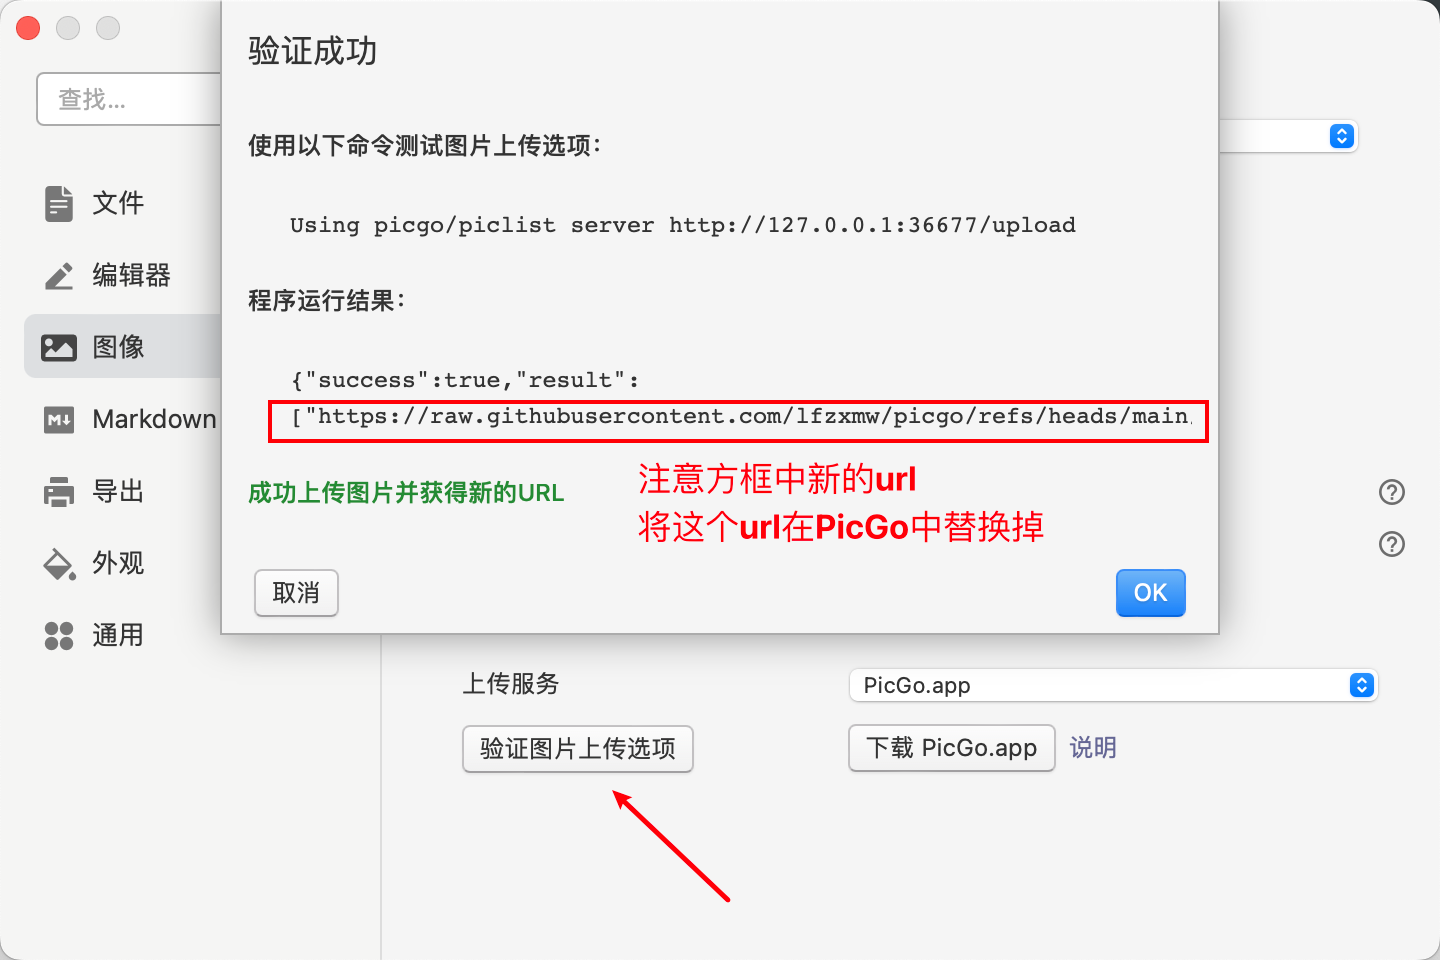 验证成功
查找...
使用以下命令测试图片上传选项:
文件
Using picgo/piclist server http://127.0.0.1:36677/upload
编辑器
程序运行结果:
图像
{"success":true,"result":
["https://raw.githubusercontent.com/lfzxmw/picgo/refs/heads/main
Markdown
成功上传图片并获得新的URL
注意方框中新的url
将这个url在PicGo中替换掉
导出
外观
取消
OK
通用
上传服务
PicGo.app
验证图片上传选项
下载 PicGo.app
说明